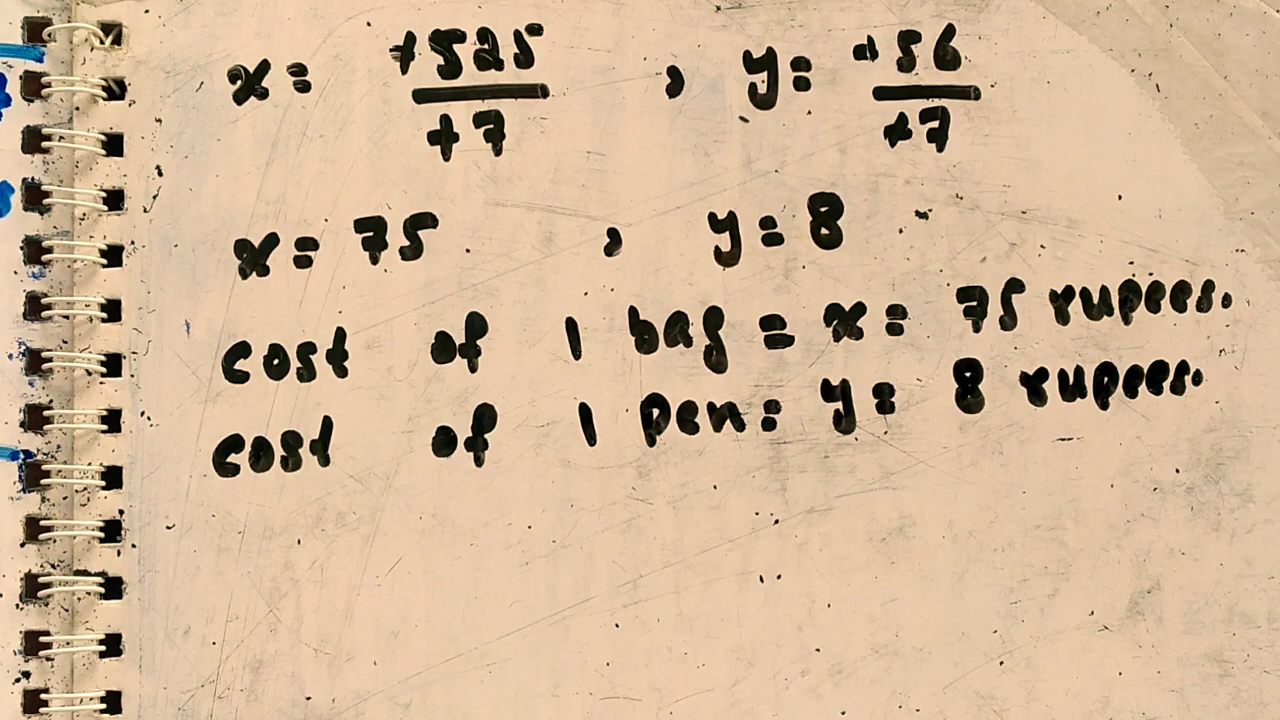 x = +525 / +7 , y = +56 / +7
x = 75 , y = 8
cost of 1 bag = x = 75 rupees.
cost of 1 pen = y = 8 rupees.